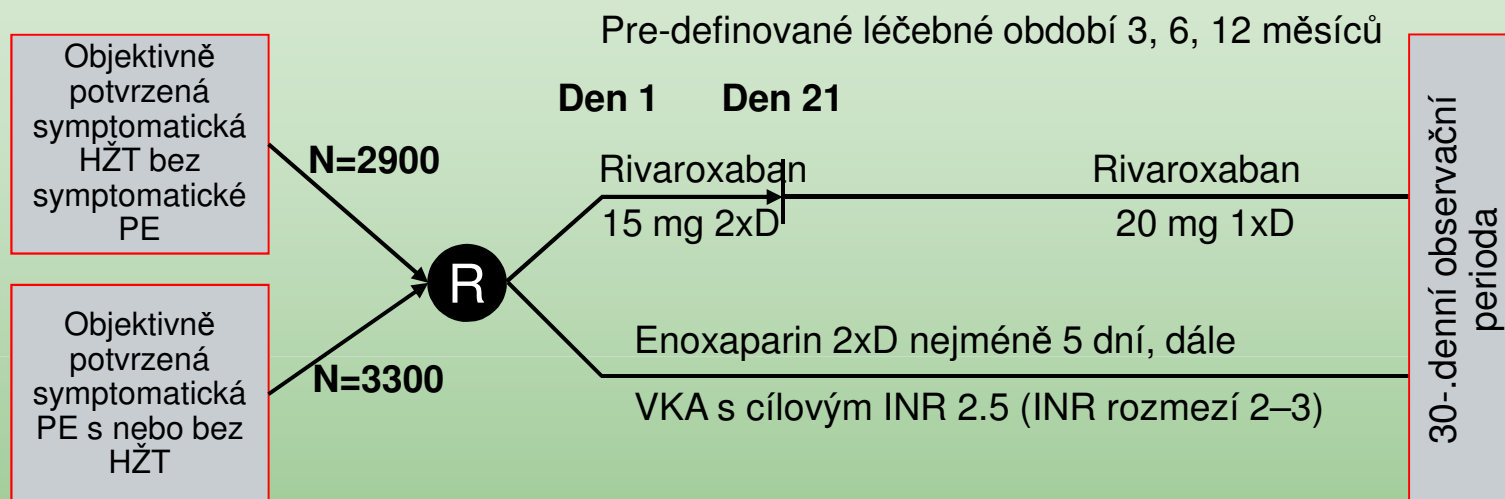 Pre-definované léčebné období 3, 6, 12 měsíců
Objektivně
potvrzená
symptomatická
HŽT bez
symptomatické
PE
Den 1 Den 21
N=2900
Rivaroxaban
15 mg 2xD
Rivaroxaban
20 mg 1xD
R
Objektivně
potvrzená
symptomatická
PE s nebo bez
HŽT
N=3300
Enoxaparin 2xD nejméně 5 dní, dále
VKA s cílovým INR 2.5 (INR rozmezí 2–3)
30-.denní observační
perioda